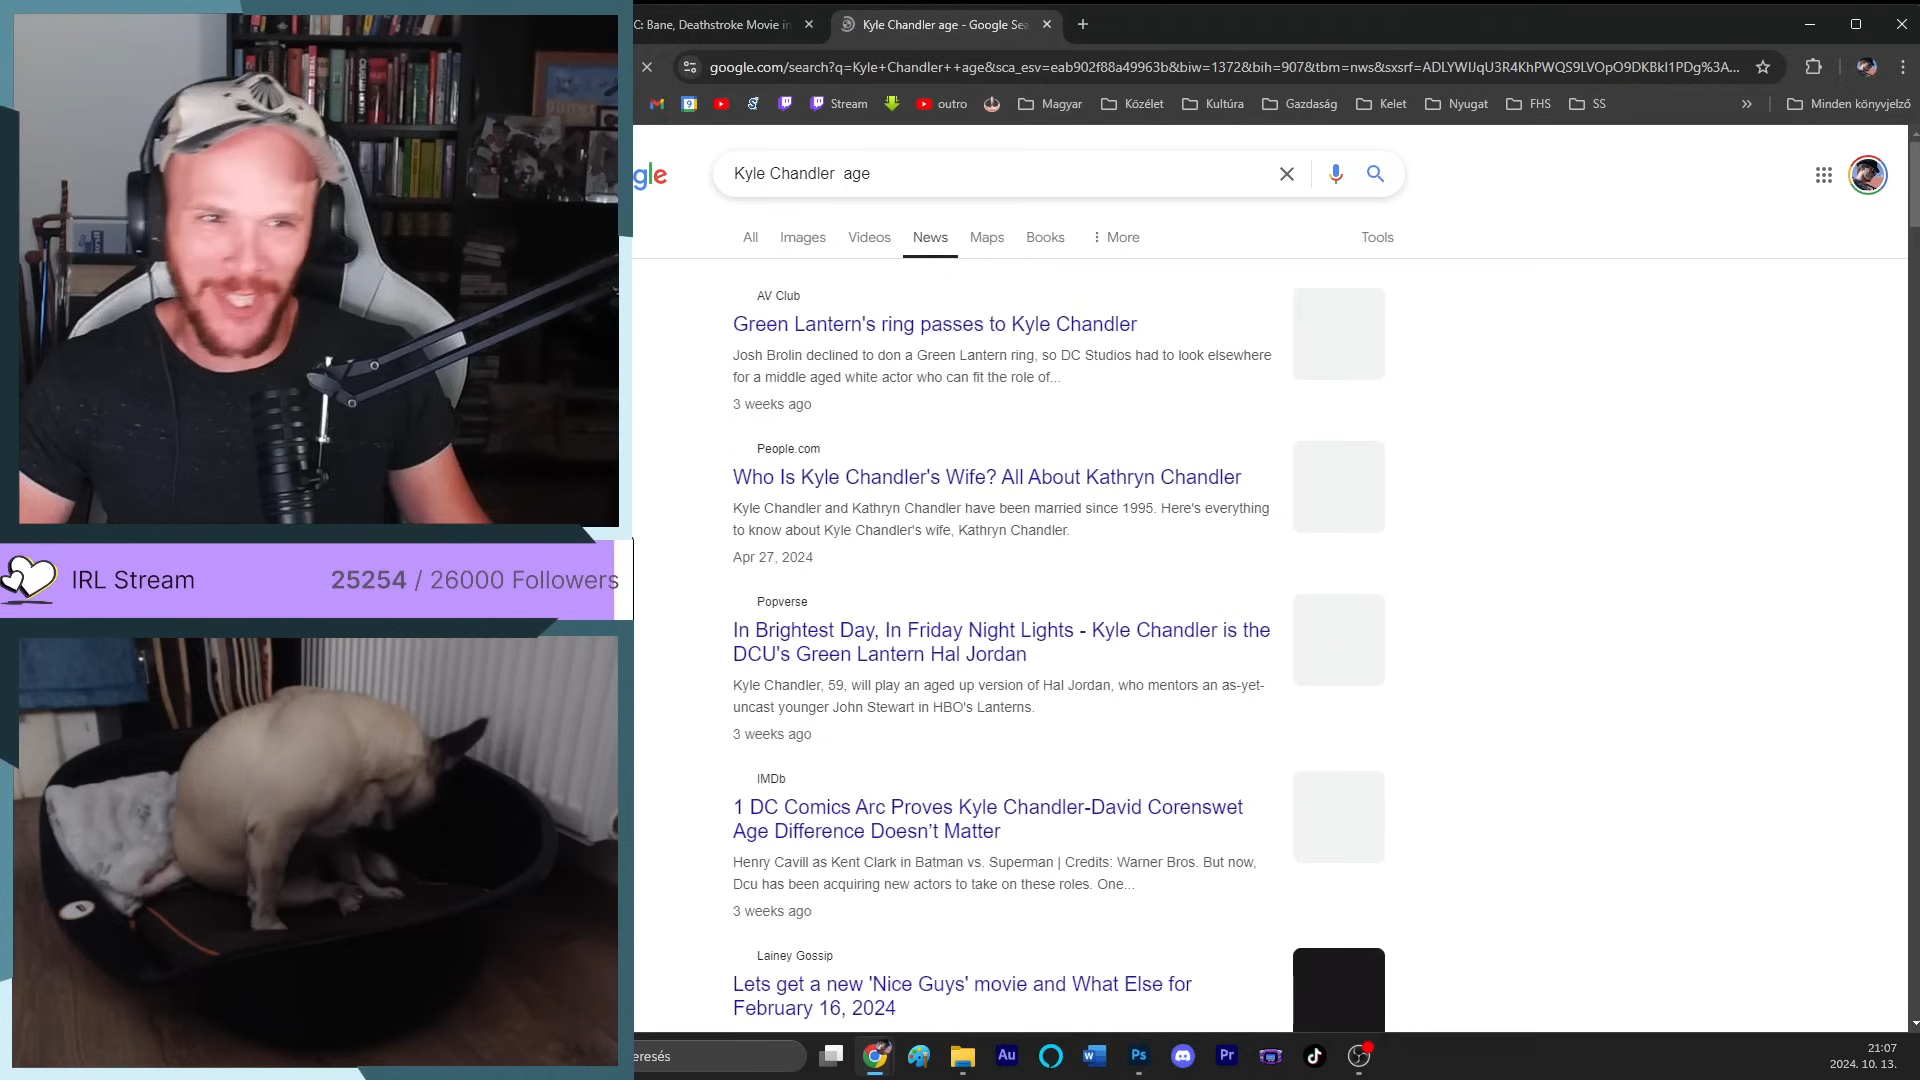 C: Bane, Deathstroke Movie in
Kyle Chandler age - Google Sea
google.com/search?q=Kyle+Chandler++age&sca_esv=eab902f88a49963b&biw=1372&bih=907&tbm=nws&sxsrf=ADLYWIJqU3R4KhPWQS9LVOpO9DKBkI1PDg%3A...
Stream
outro
Magyar
Közélet
Kultúra
Gazdaság
Kelet
Nyugat
FHS
SS
Minden könyvjelző
gle
Kyle Chandler  age
All
Images
Videos
News
Maps
Books
More
Tools
AV Club
Green Lantern's ring passes to Kyle Chandler
Josh Brolin declined to don a Green Lantern ring, so DC Studios had to look elsewhere
for a middle aged white actor who can fit the role of...
3 weeks ago
People.com
Who Is Kyle Chandler's Wife? All About Kathryn Chandler
Kyle Chandler and Kathryn Chandler have been married since 1995. Here's everything
to know about Kyle Chandler's wife, Kathryn Chandler.
Apr 27, 2024
Popverse
In Brightest Day, In Friday Night Lights - Kyle Chandler is the
DCU's Green Lantern Hal Jordan
Kyle Chandler, 59, will play an aged up version of Hal Jordan, who mentors an as-yet-
uncast younger John Stewart in HBO's Lanterns.
3 weeks ago
IMDb
1 DC Comics Arc Proves Kyle Chandler-David Corenswet
Age Difference Doesn’t Matter
Henry Cavill as Kent Clark in Batman vs. Superman | Credits: Warner Bros. But now,
Dcu has been acquiring new actors to take on these roles. One...
3 weeks ago
Lainey Gossip
Lets get a new 'Nice Guys' movie and What Else for
February 16, 2024
IRL Stream
25254 / 26000 Followers
eresés
Au
Ps
Pr
21:07
2024. 10. 13.